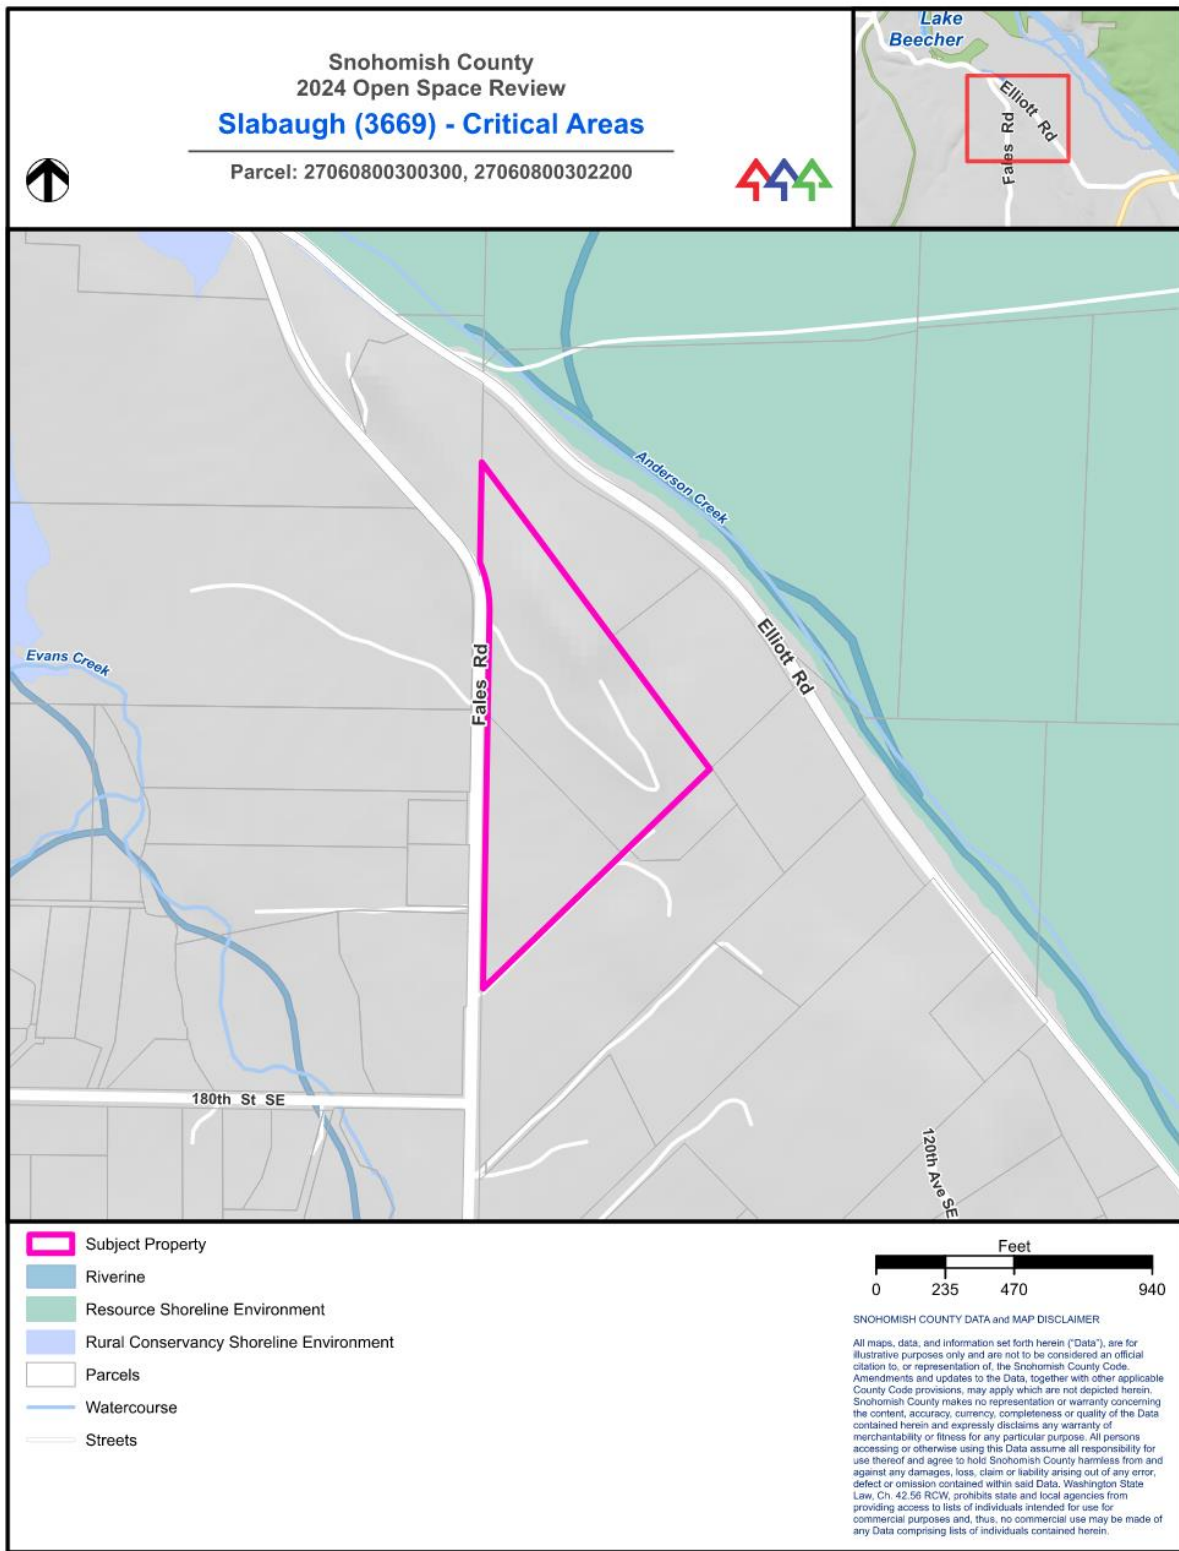 Snohomish County
2024 Open Space Review
Slabaugh (3669) - Critical Areas
Parcel: 27060800300300, 27060800302200
Lake
Beecher
Elliott Rd
Fales Rd
Anderson Creek
Elliott Rd
Evans Creek
Fales Rd
180th St SE
120th Ave SE
Subject Property
Riverine
Resource Shoreline Environment
Rural Conservancy Shoreline Environment
Parcels
Watercourse
Streets
Feet
0 235 470 940
SNOHOMISH COUNTY DATA and MAP DISCLAIMER
All maps, data, and information set forth herein ("Data"), are for
illustrative purposes only and are not to be considered an official
citation to, or representation of, the Snohomish County Code.
Amendments and updates to the Data, together with other applicable
County Code provisions, may apply which are not depicted herein.
Snohomish County makes no representation or warranty concerning
the content, accuracy, currency, completeness or quality of the Data
contained herein and expressly disclaims any warranty of
merchantability or fitness for any particular purpose. All persons
accessing or otherwise using this Data assume all responsibility for
use thereof and agree to hold Snohomish County harmless from and
against any damages, loss, claim or liability arising out of any error,
defect or omission contained within said Data. Washington State
Law, Ch. 42.56 RCW, prohibits state and local agencies from
providing access to lists of individuals intended for use for
commercial purposes and, thus, no commercial use may be made of
any Data comprising lists of individuals contained herein.